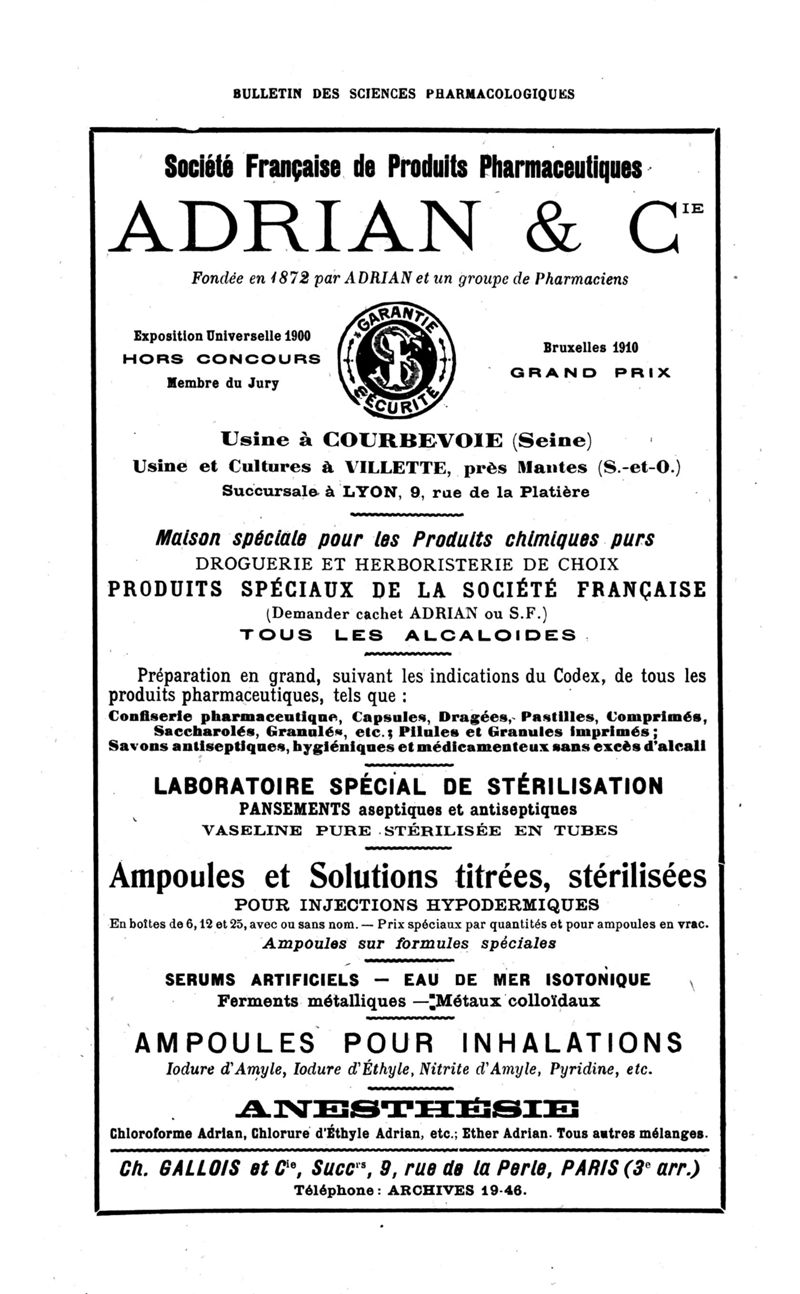 BULLETIN DES SCIENCES PHARMACOLOGIQUES
Société Française de Produits Pharmaceutiques
ADRIAN & CIE
Fondée en 1872 par ADRIAN et un groupe de Pharmaciens
Exposition Universelle 1900
HORS CONCOURS
Membre du Jury
GARANTIE
SF
SÉCURITÉ
Bruxelles 1910
GRAND PRIX
Usine à COURBEVOIE (Seine)
Usine et Cultures à VILLETTE, près Mantes (S.-et-O.)
Succursale à LYON, 9, rue de la Platière
Maison spéciale pour les Produits chimiques purs
DROGUERIE ET HERBORISTERIE DE CHOIX
PRODUITS SPÉCIAUX DE LA SOCIÉTÉ FRANÇAISE
(Demander cachet ADRIAN ou S.F.)
TOUS LES ALCALOIDES
Préparation en grand, suivant les indications du Codex, de tous les
produits pharmaceutiques, tels que :
Confiserie pharmaceutique, Capsules, Dragées, Pastilles, Comprimés,
Saccharolés, Granulés, etc.; Pilules et Granules imprimés;
Savons antiseptiques, hygiéniques et médicamenteux sans excès d'alcali
LABORATOIRE SPÉCIAL DE STÉRILISATION
PANSEMENTS aseptiques et antiseptiques
VASELINE PURE STÉRILISÉE EN TUBES
Ampoules et Solutions titrées, stérilisées
POUR INJECTIONS HYPODERMIQUES
En boîtes de 6, 12 et 25, avec ou sans nom. — Prix spéciaux par quantités et pour ampoules en vrac.
Ampoules sur formules spéciales
SERUMS ARTIFICIELS — EAU DE MER ISOTONIQUE
Ferments métalliques — Métaux colloïdaux
AMPOULES POUR INHALATIONS
Iodure d'Amyle, Iodure d'Éthyle, Nitrite d'Amyle, Pyridine, etc.
ANESTHÉSIE
Chloroforme Adrian, Chlorure d'Éthyle Adrian, etc.; Ether Adrian. Tous autres mélanges.
Ch. GALLOIS et Cie, Succrs, 9, rue de la Perle, PARIS (3e arr.)
Téléphone : ARCHIVES 19-46.